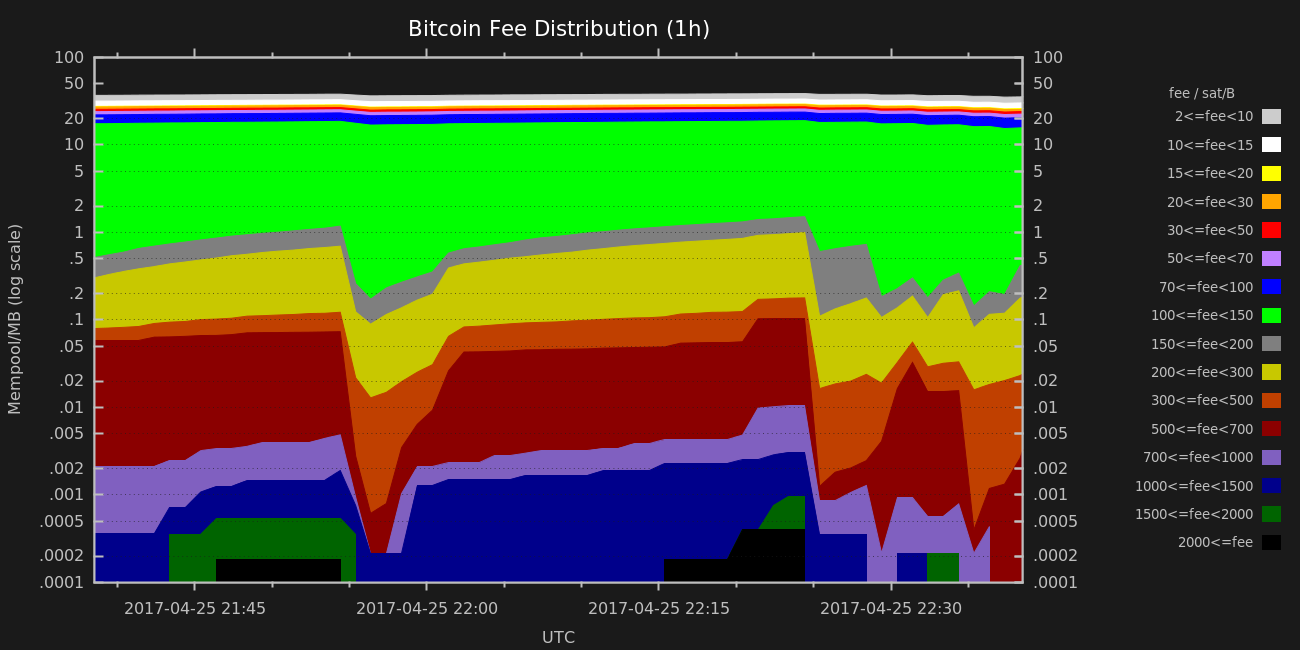 Bitcoin Fee Distribution (1h)
100
50
20
10
5
2
1
.5
.2
.1
.05
.02
.01
.005
.002
.001
.0005
.0002
.0001
Mempool/MB (log scale)
100
50
20
10
5
2
1
.5
.2
.1
.05
.02
.01
.005
.002
.001
.0005
.0002
.0001
2017-04-25 21:45
2017-04-25 22:00
2017-04-25 22:15
2017-04-25 22:30
UTC
fee / sat/B
2<=fee<10
10<=fee<15
15<=fee<20
20<=fee<30
30<=fee<50
50<=fee<70
70<=fee<100
100<=fee<150
150<=fee<200
200<=fee<300
300<=fee<500
500<=fee<700
700<=fee<1000
1000<=fee<1500
1500<=fee<2000
2000<=fee